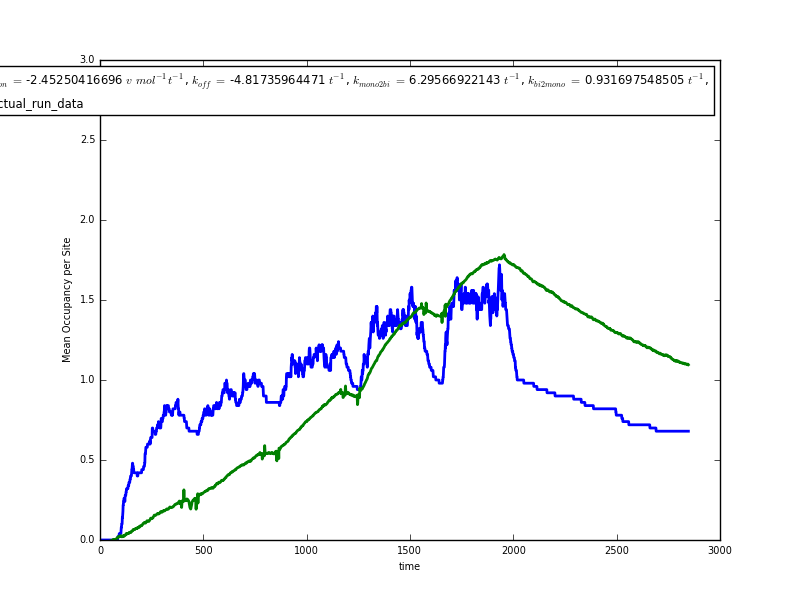 3.0
= -2.45250416696 v mol⁻¹t⁻¹, k_off = -4.81735964471 t⁻¹, k_mono2bi = 6.29566922143 t⁻¹, k_bi2mono = 0.931697548505 t⁻¹,
ctual_run_data
2.5
2.0
1.5
1.0
0.5
0.0
Mean Occupancy per Site
0 500 1000 1500 2000 2500 3000
time